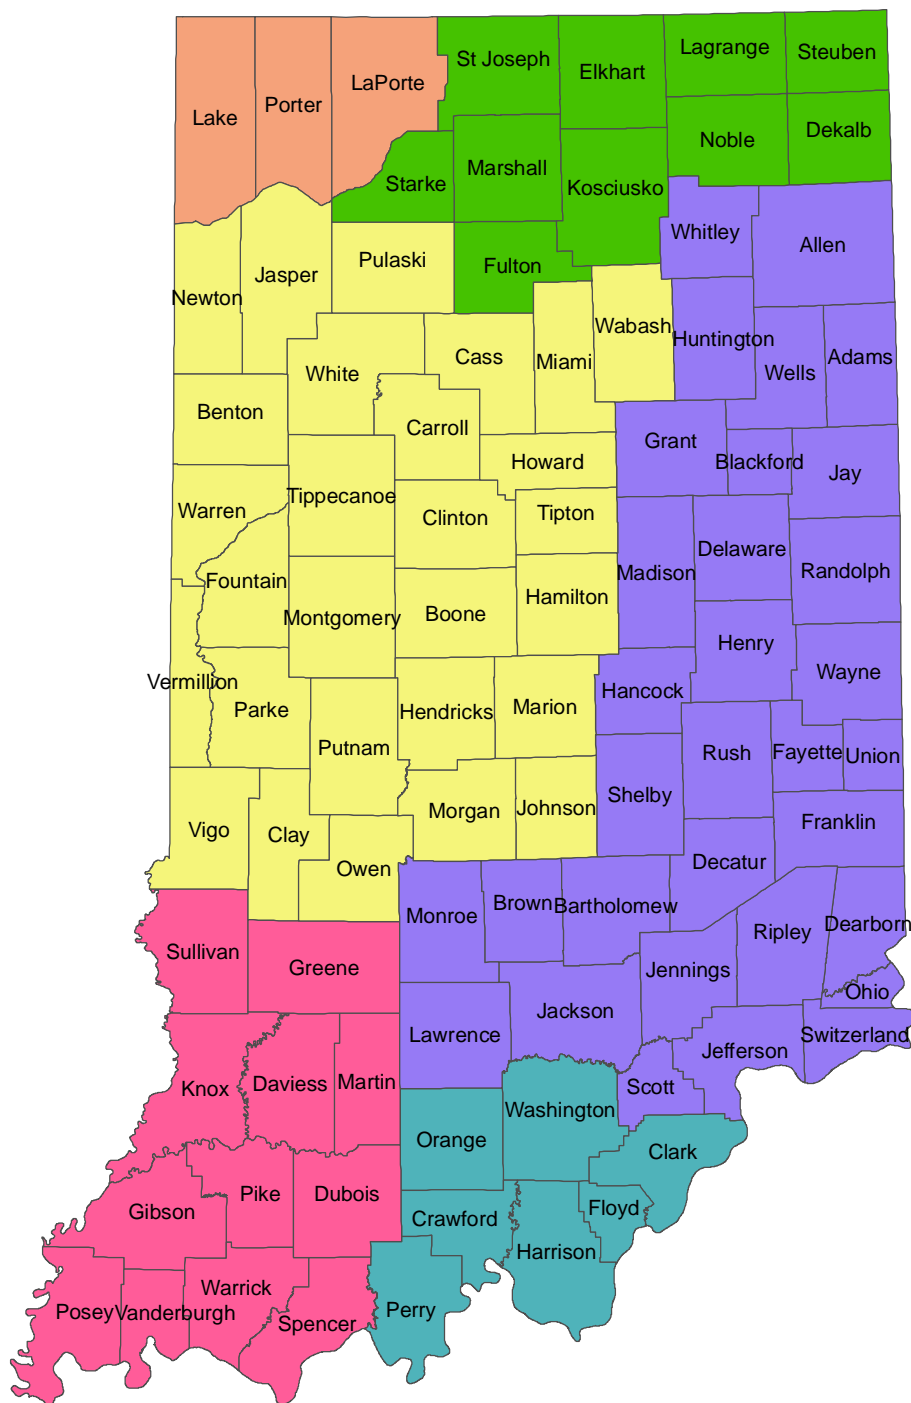 Lagrange
Steuben
St Joseph
Elkhart
LaPorte
Porter
Lake
Noble
Dekalb
Marshall
Starke
Kosciusko
Whitley
Allen
Pulaski
Fulton
Jasper
Newton
Wabash
Huntington
Miami
Cass
White
Wells
Adams
Benton
Carroll
Grant
Howard
Blackford
Jay
Tippecanoe
Warren
Clinton
Tipton
Delaware
Madison
Randolph
Fountain
Hamilton
Boone
Montgomery
Henry
Wayne
Vermillion
Hancock
Parke
Hendricks
Marion
Putnam
Rush
Fayette
Union
Shelby
Morgan
Johnson
Vigo
Clay
Franklin
Owen
Decatur
Brown
Bartholomew
Monroe
Dearborn
Ripley
Sullivan
Greene
Jennings
Ohio
Jackson
Lawrence
Switzerland
Jefferson
Knox
Daviess
Martin
Scott
Washington
Orange
Clark
Pike
Dubois
Gibson
Floyd
Crawford
Harrison
Warrick
Posey
Vanderburgh
Perry
Spencer